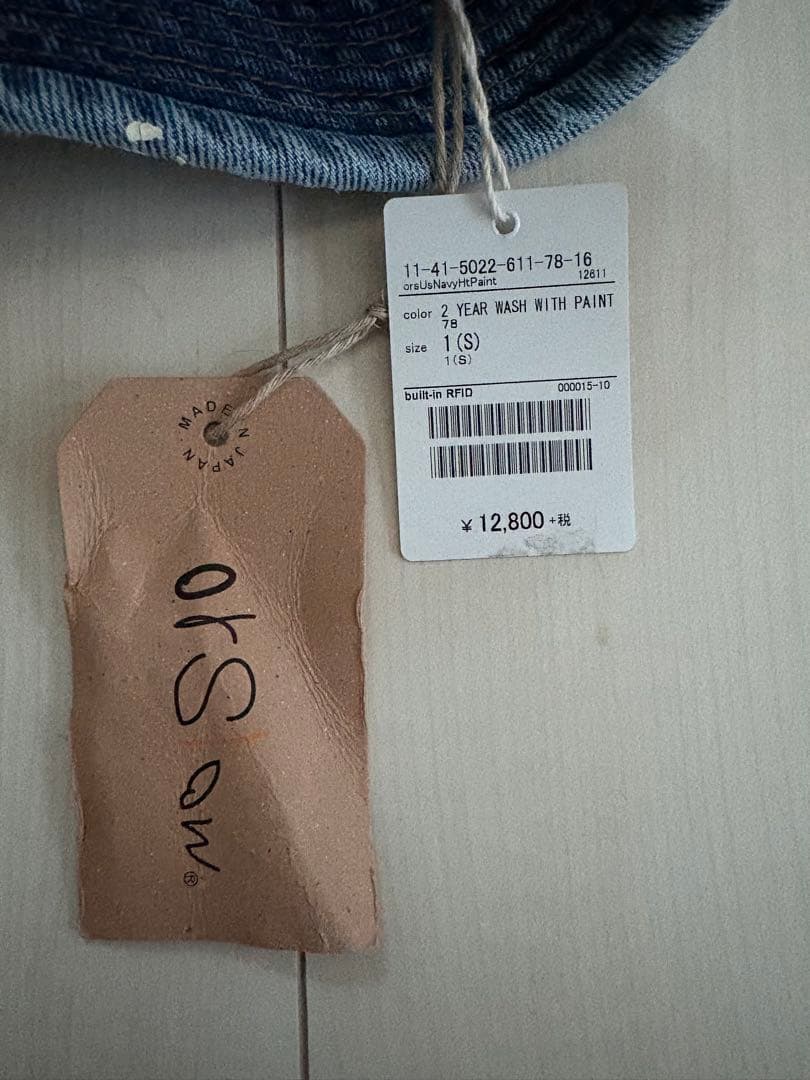 11-41-5022-611-78-16
orsUsNavyHtPaint 12611
color 2 YEAR WASH WITH PAINT
78
size 1(S)
1(S)
built-in RFID 000015-10
¥12,800+税
MADE IN JAPAN
orSlow®